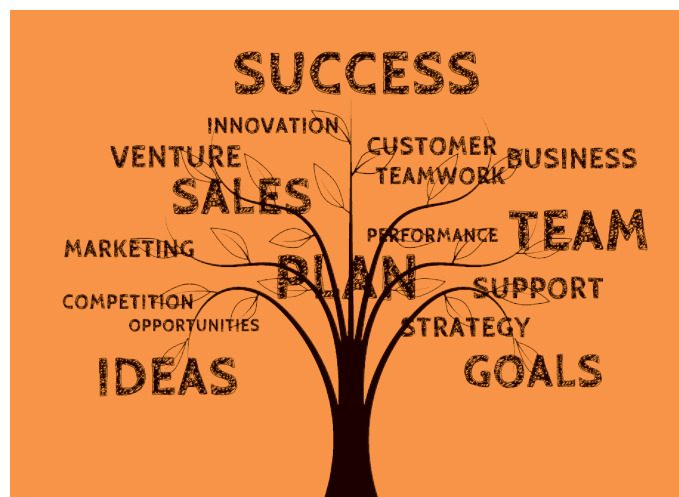 SUCCESS
INNOVATION
CUSTOMER
VENTURE
BUSINESS
TEAMWORK
SALES
TEAM
PERFORMANCE
MARKETING
PLAN
SUPPORT
COMPETITION
OPPORTUNITIES
STRATEGY
IDEAS
GOALS